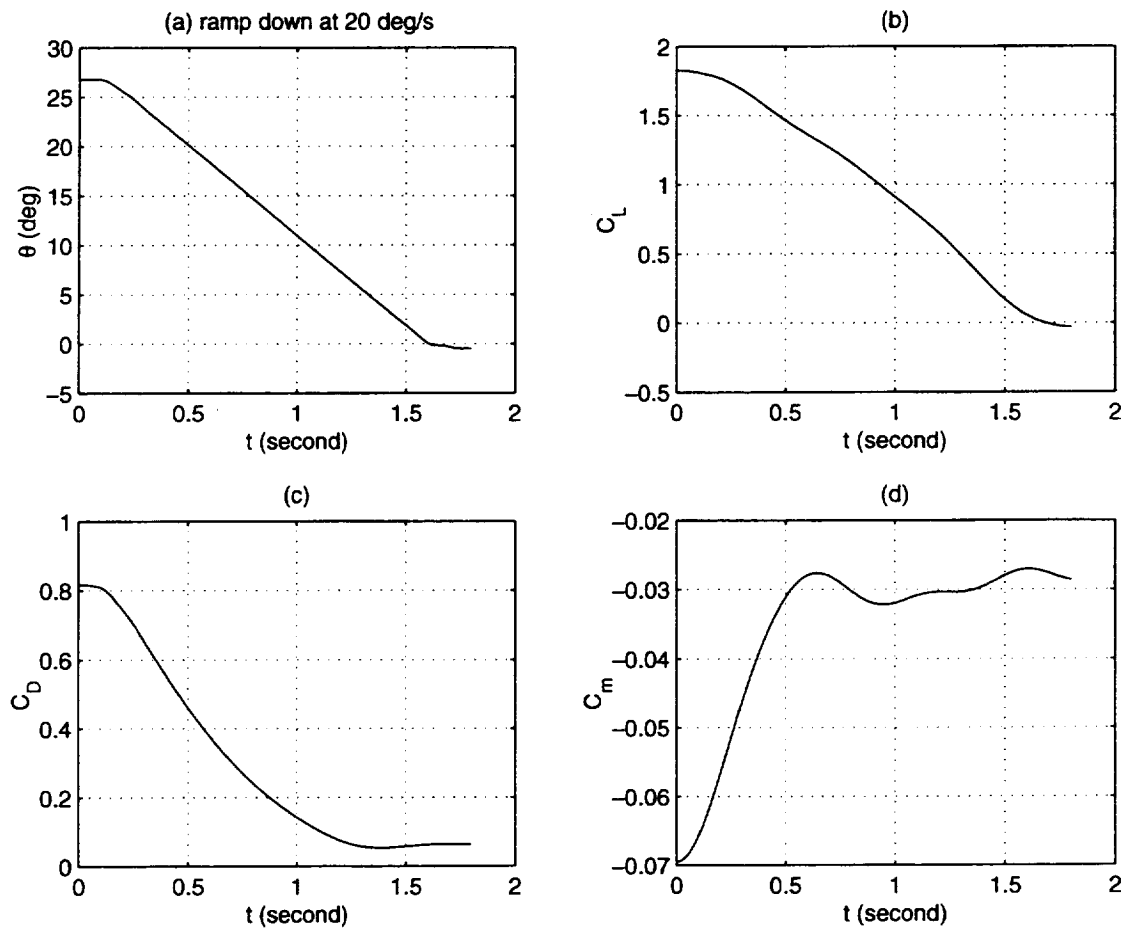 (a) ramp down at 20 deg/s
30
25
20
15
10
5
0
−5
θ (deg)
0 0.5 1 1.5 2
t (second)
(b)
2
1.5
1
0.5
0
−0.5
C_L
0 0.5 1 1.5 2
t (second)
(c)
1
0.8
0.6
0.4
0.2
0
C_D
0 0.5 1 1.5 2
t (second)
(d)
−0.02
−0.03
−0.04
−0.05
−0.06
−0.07
C_m
0 0.5 1 1.5 2
t (second)